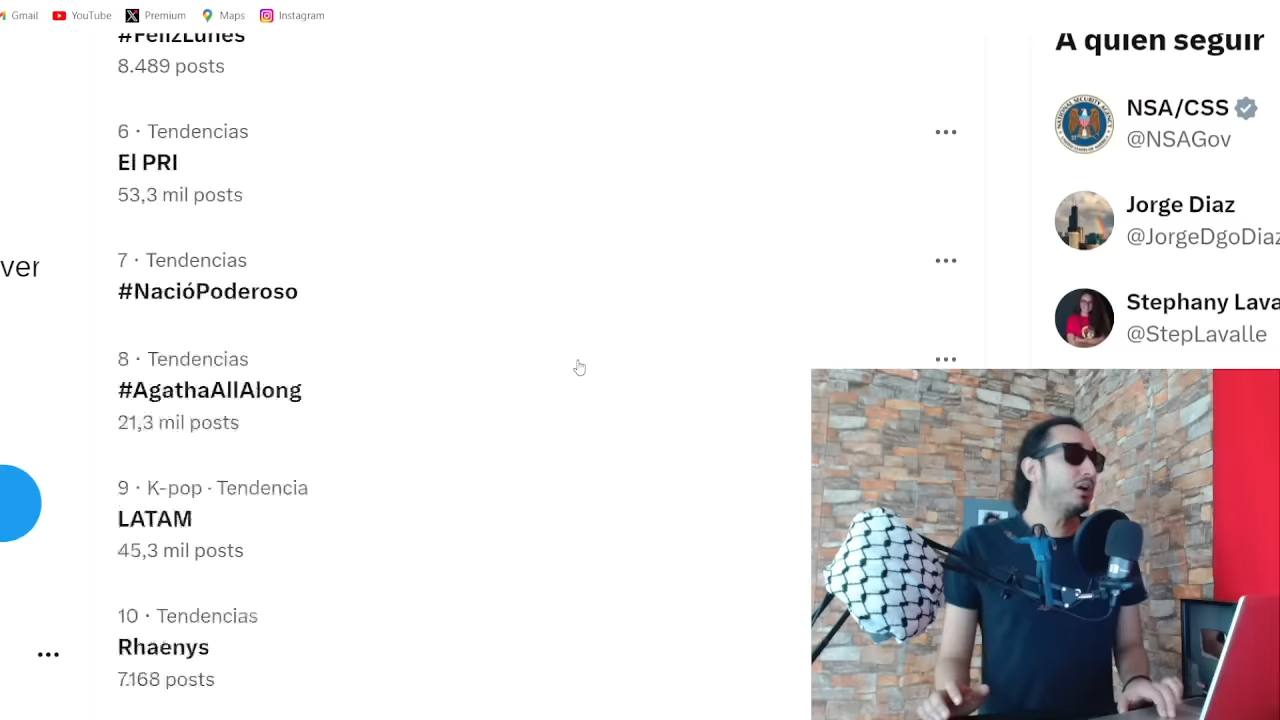 Gmail
YouTube
Premium
Maps
Instagram
#FelizLunes
8.489 posts
6 · Tendencias
El PRI
53,3 mil posts
7 · Tendencias
#NacióPoderoso
8 · Tendencias
#AgathaAllAlong
21,3 mil posts
9 · K-pop · Tendencia
LATAM
45,3 mil posts
10 · Tendencias
Rhaenys
7.168 posts
ver
A quien seguir
NSA/CSS
@NSAGov
Jorge Diaz
@JorgeDgoDiaz
Stephany Lava
@StepLavalle